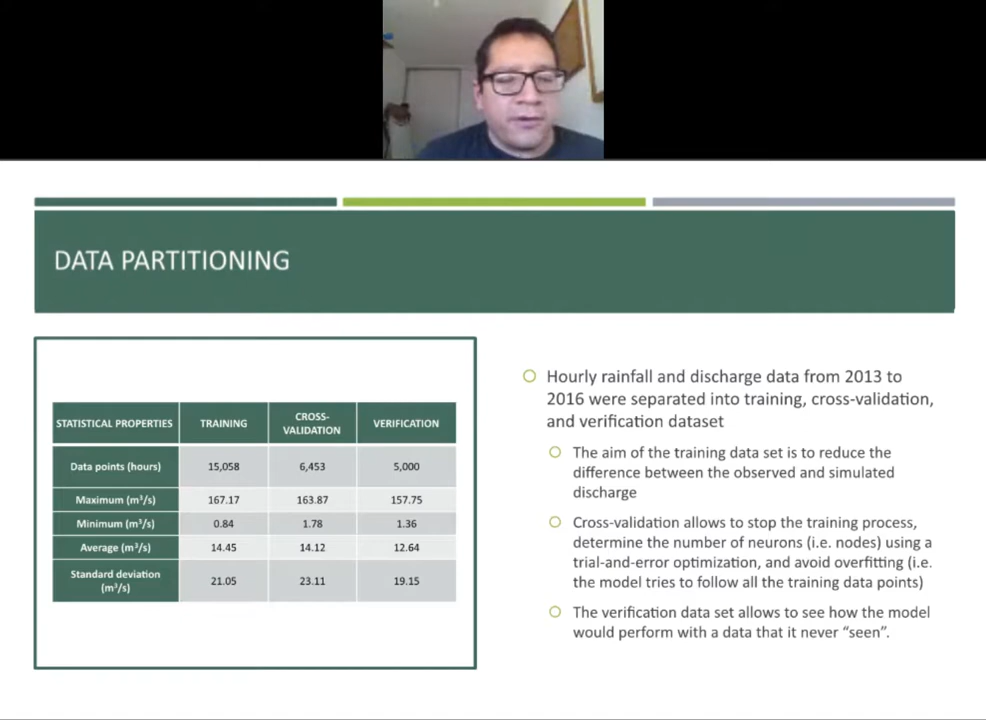 DATA PARTITIONING
STATISTICAL PROPERTIES TRAINING CROSS-VALIDATION VERIFICATION
Data points (hours) 15,058 6,453 5,000
Maximum (m³/s) 167.17 163.87 157.75
Minimum (m³/s) 0.84 1.78 1.36
Average (m³/s) 14.45 14.12 12.64
Standard deviation (m³/s) 21.05 23.11 19.15
Hourly rainfall and discharge data from 2013 to
2016 were separated into training, cross-validation,
and verification dataset
The aim of the training data set is to reduce the
difference between the observed and simulated
discharge
Cross-validation allows to stop the training process,
determine the number of neurons (i.e. nodes) using a
trial-and-error optimization, and avoid overfitting (i.e.
the model tries to follow all the training data points)
The verification data set allows to see how the model
would perform with a data that it never “seen”.